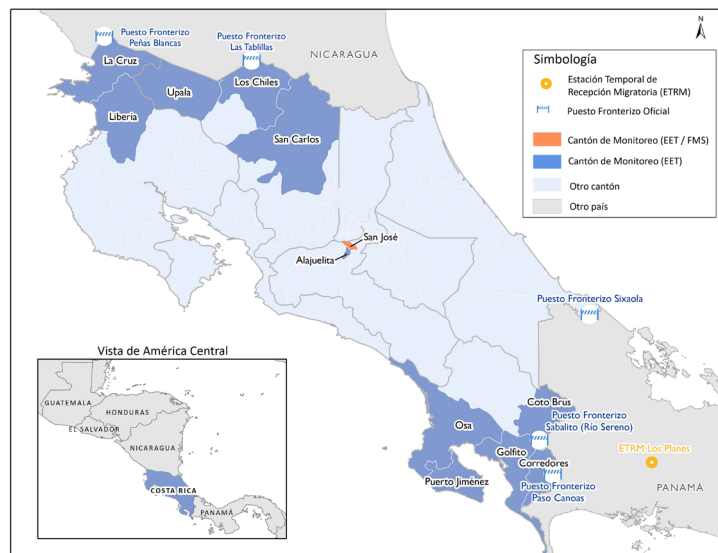 Puesto Fronterizo
Peñas Blancas
Puesto Fronterizo
Las Tablillas
NICARAGUA
N
La Cruz
Upala
Los Chiles
Liberia
San Carlos
San José
Alajuelita
Simbología
Estación Temporal de
Recepción Migratoria (ETRM)
Puesto Fronterizo Oficial
Cantón de Monitoreo (EET / FMS)
Cantón de Monitoreo (EET)
Otro cantón
Otro país
Puesto Fronterizo Sixaola
Coto Brus
Puesto Fronterizo
Sabalito (Río Sereno)
Osa
Golfito
Corredores
Puerto Jiménez
Puesto Fronterizo
Paso Canoas
ETRM Los Planes
PANAMÁ
Vista de América Central
GUATEMALA
HONDURAS
EL SALVADOR
NICARAGUA
COSTA RICA
PANAMÁ